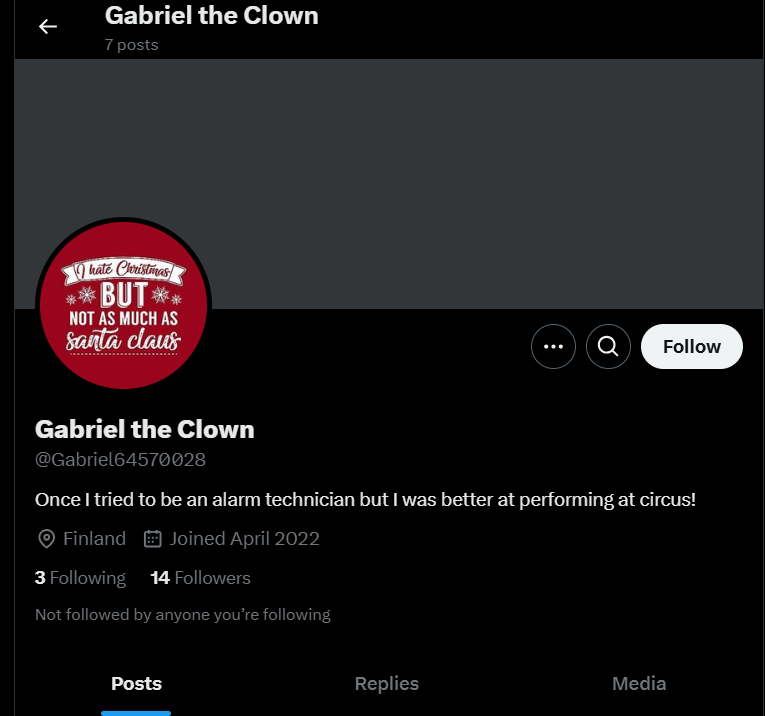 Gabriel the Clown
7 posts
I hate Christmas
BUT
NOT AS MUCH AS
santa claus
Follow
Gabriel the Clown
@Gabriel64570028
Once I tried to be an alarm technician but I was better at performing at circus!
Finland Joined April 2022
3 Following 14 Followers
Not followed by anyone you’re following
Posts Replies Media